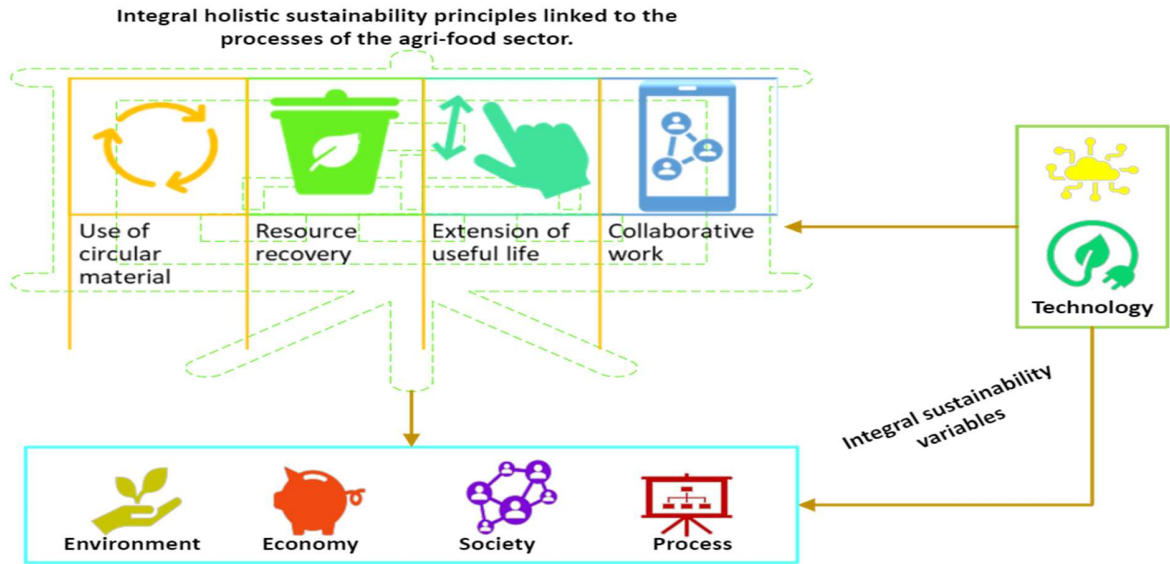 Integral holistic sustainability principles linked to the
processes of the agri-food sector.
Use of
circular
material
Resource
recovery
Extension of
useful life
Collaborative
work
Technology
Integral sustainability
variables
Environment
Economy
Society
Process